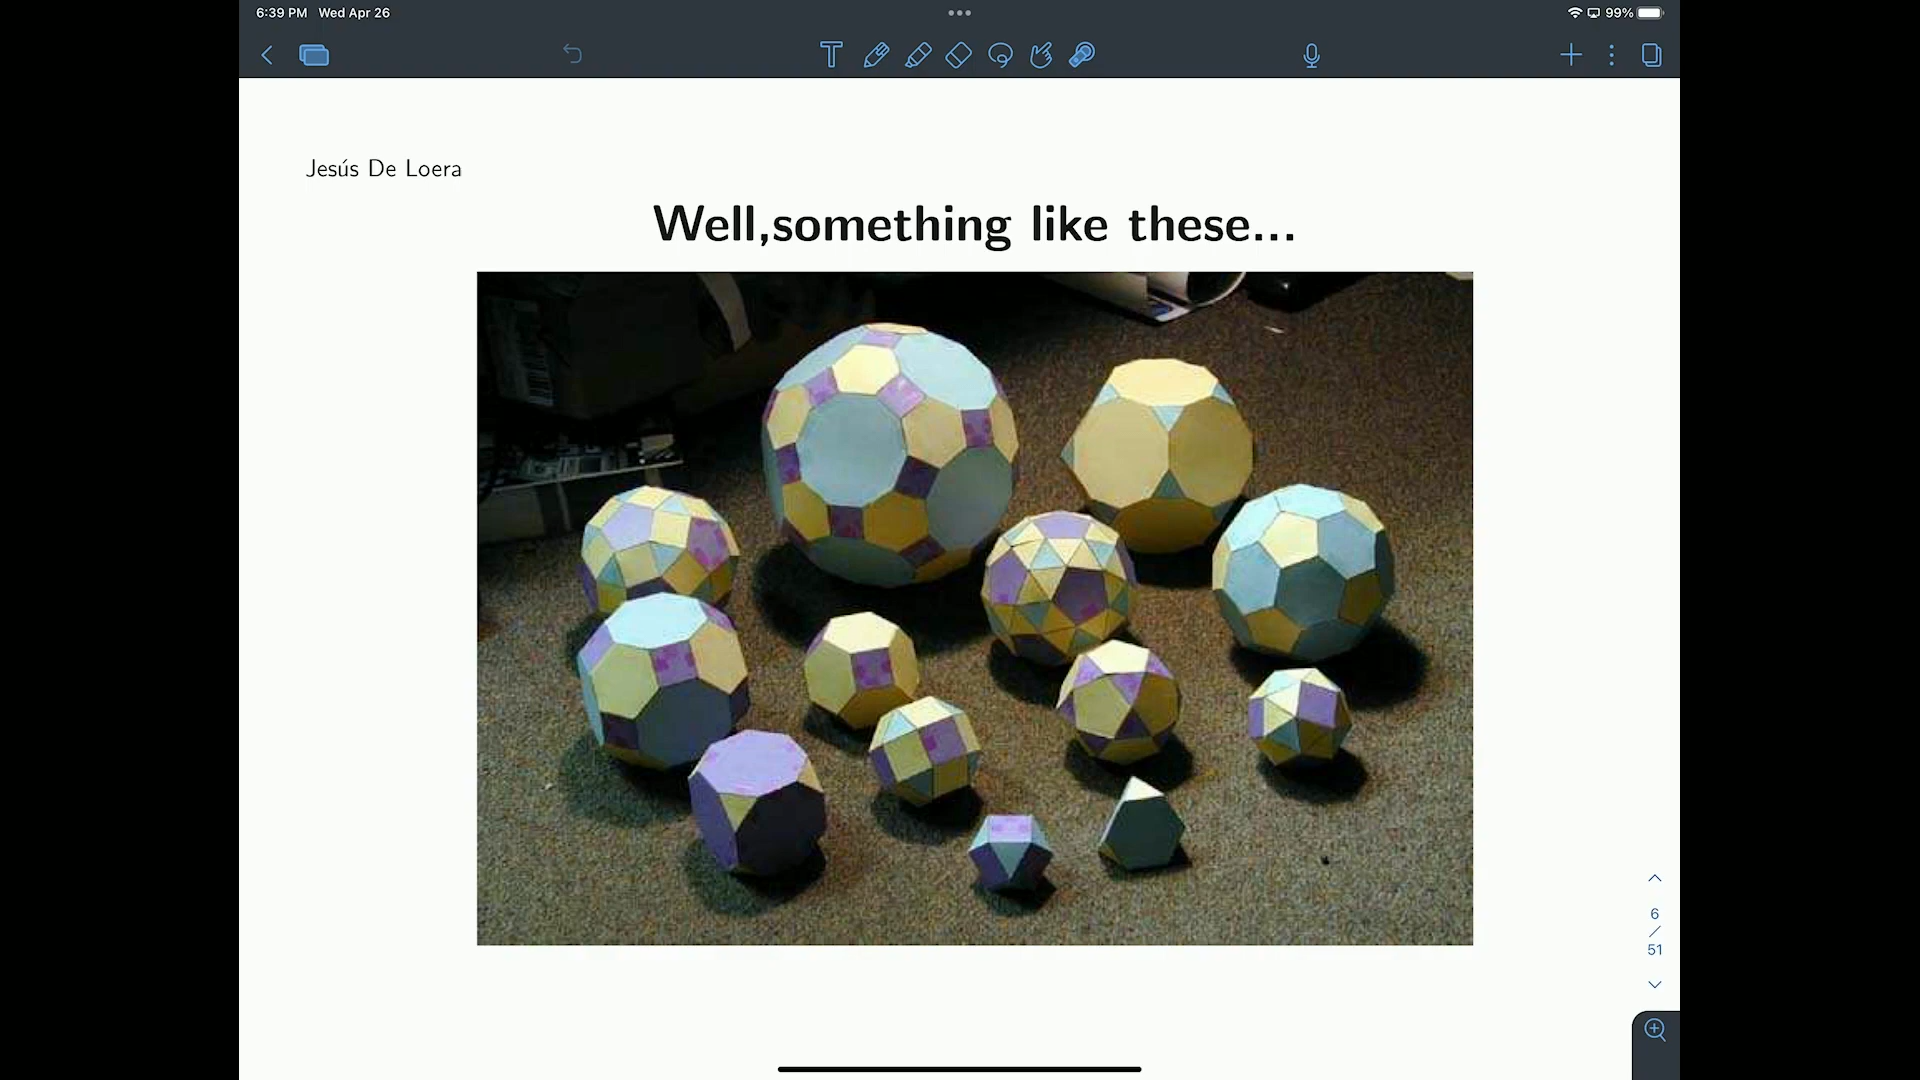 6:39 PM Wed Apr 26
99%
Jesús De Loera
Well,something like these...
6
/
51